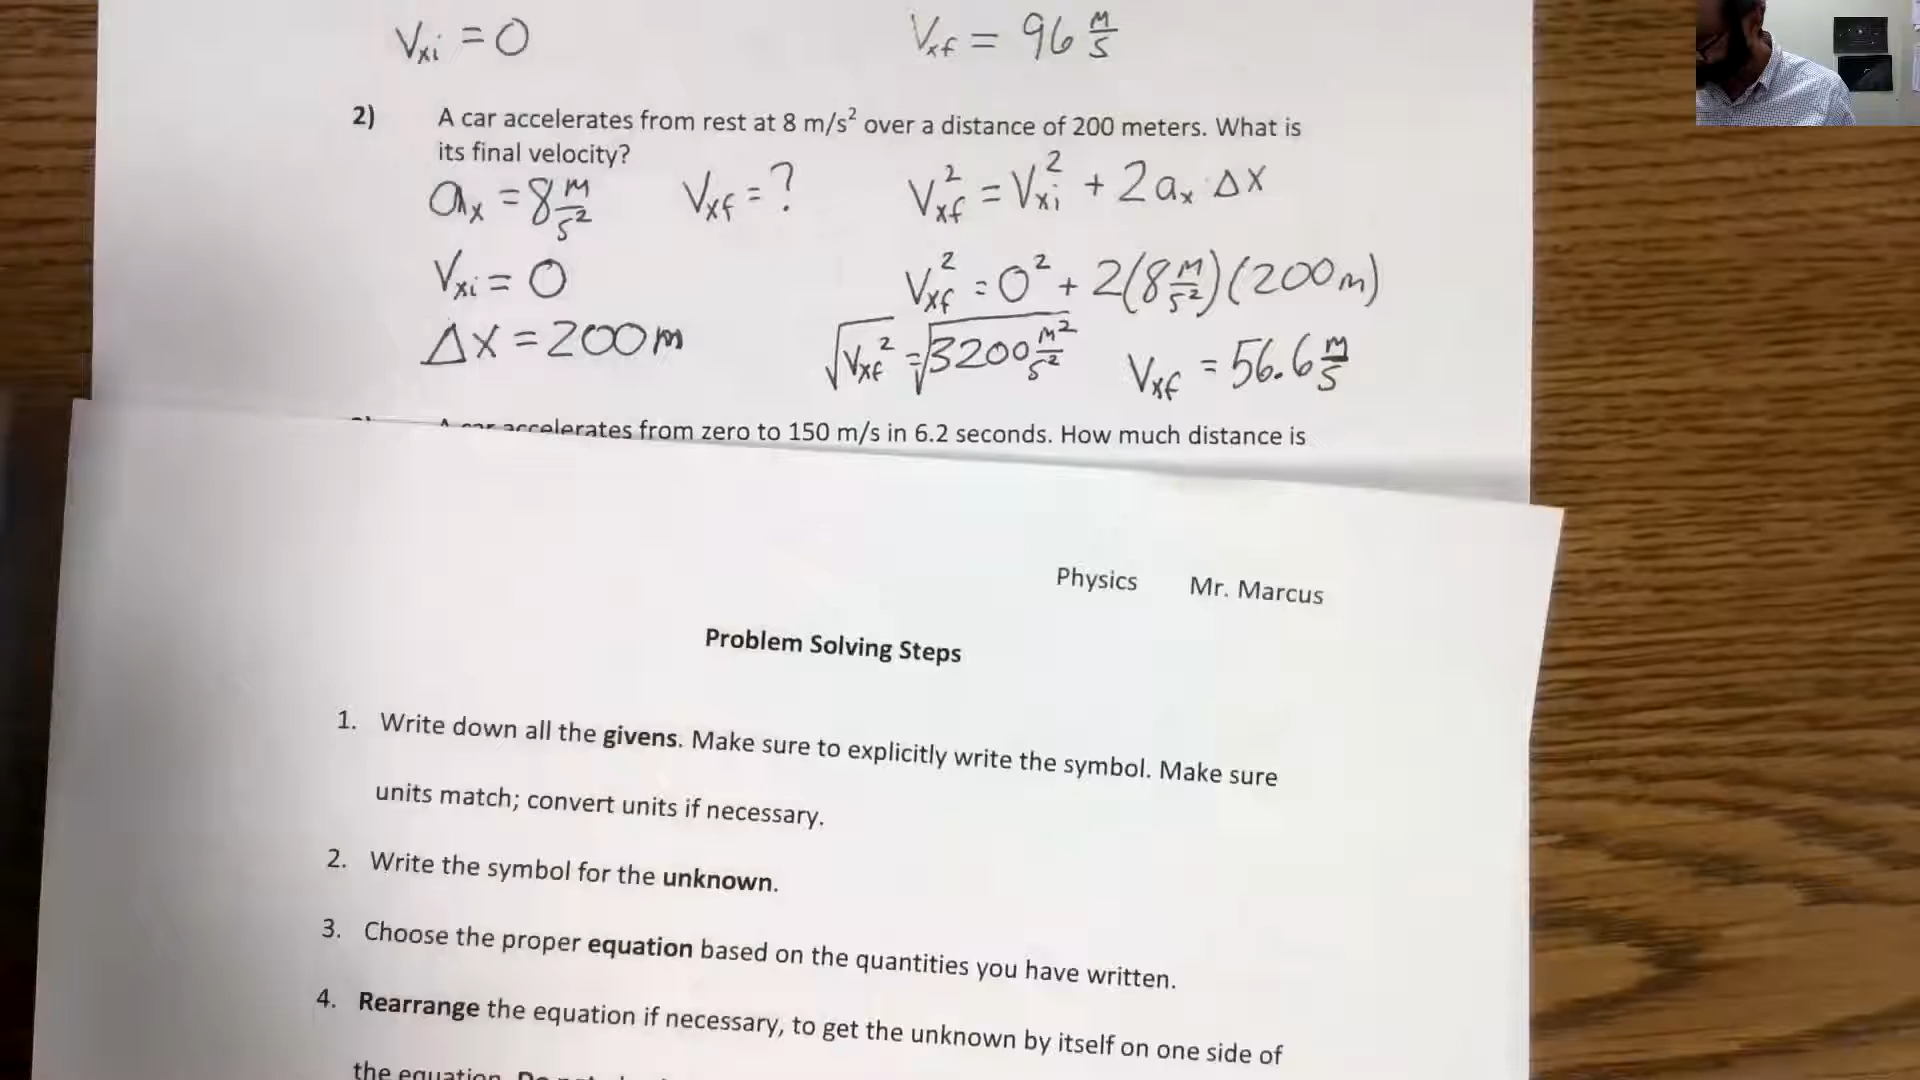 Vxi = 0 Vxf = 96 m/s
2) A car accelerates from rest at 8 m/s² over a distance of 200 meters. What is
its final velocity?
ax = 8 m/s² Vxf = ? Vxf² = Vxi² + 2ax Δx
Vxi = 0 Vxf² = 0² + 2(8 m/s²)(200m)
Δx = 200m √Vxf² = √3200 m²/s² Vxf = 56.6 m/s
accelerates from zero to 150 m/s in 6.2 seconds. How much distance is
Physics Mr. Marcus
Problem Solving Steps
1. Write down all the givens. Make sure to explicitly write the symbol. Make sure
units match; convert units if necessary.
2. Write the symbol for the unknown.
3. Choose the proper equation based on the quantities you have written.
4. Rearrange the equation if necessary, to get the unknown by itself on one side of
the equation.